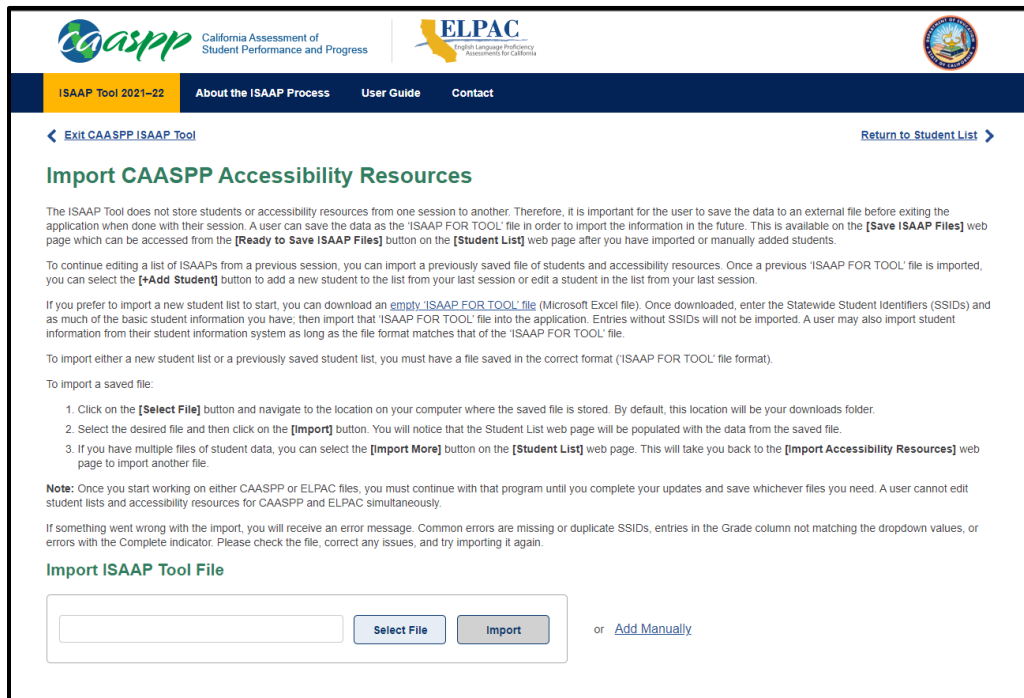 caaspp California Assessment of
Student Performance and Progress
ELPAC
English Language Proficiency
Assessments for California
ISAAP Tool 2021–22 About the ISAAP Process User Guide Contact
Exit CAASPP ISAAP Tool Return to Student List
Import CAASPP Accessibility Resources
The ISAAP Tool does not store students or accessibility resources from one session to another. Therefore, it is important for the user to save the data to an external file before exiting the
application when done with their session. A user can save the data as the 'ISAAP FOR TOOL' file in order to import the information in the future. This is available on the [Save ISAAP Files] web
page which can be accessed from the [Ready to Save ISAAP Files] button on the [Student List] web page after you have imported or manually added students.
To continue editing a list of ISAAPs from a previous session, you can import a previously saved file of students and accessibility resources. Once a previous 'ISAAP FOR TOOL' file is imported,
you can select the [+Add Student] button to add a new student to the list from your last session or edit a student in the list from your last session.
If you prefer to import a new student list to start, you can download an empty 'ISAAP FOR TOOL' file (Microsoft Excel file). Once downloaded, enter the Statewide Student Identifiers (SSIDs) and
as much of the basic student information you have; then import that 'ISAAP FOR TOOL' file into the application. Entries without SSIDs will not be imported. A user may also import student
information from their student information system as long as the file format matches that of the 'ISAAP FOR TOOL' file.
To import either a new student list or a previously saved student list, you must have a file saved in the correct format ('ISAAP FOR TOOL' file format).
To import a saved file:
1. Click on the [Select File] button and navigate to the location on your computer where the saved file is stored. By default, this location will be your downloads folder.
2. Select the desired file and then click on the [Import] button. You will notice that the Student List web page will be populated with the data from the saved file.
3. If you have multiple files of student data, you can select the [Import More] button on the [Student List] web page. This will take you back to the [Import Accessibility Resources] web
page to import another file.
Note: Once you start working on either CAASPP or ELPAC files, you must continue with that program until you complete your updates and save whichever files you need. A user cannot edit
student lists and accessibility resources for CAASPP and ELPAC simultaneously.
If something went wrong with the import, you will receive an error message. Common errors are missing or duplicate SSIDs, entries in the Grade column not matching the dropdown values, or
errors with the Complete indicator. Please check the file, correct any issues, and try importing it again.
Import ISAAP Tool File
Select File Import or Add Manually